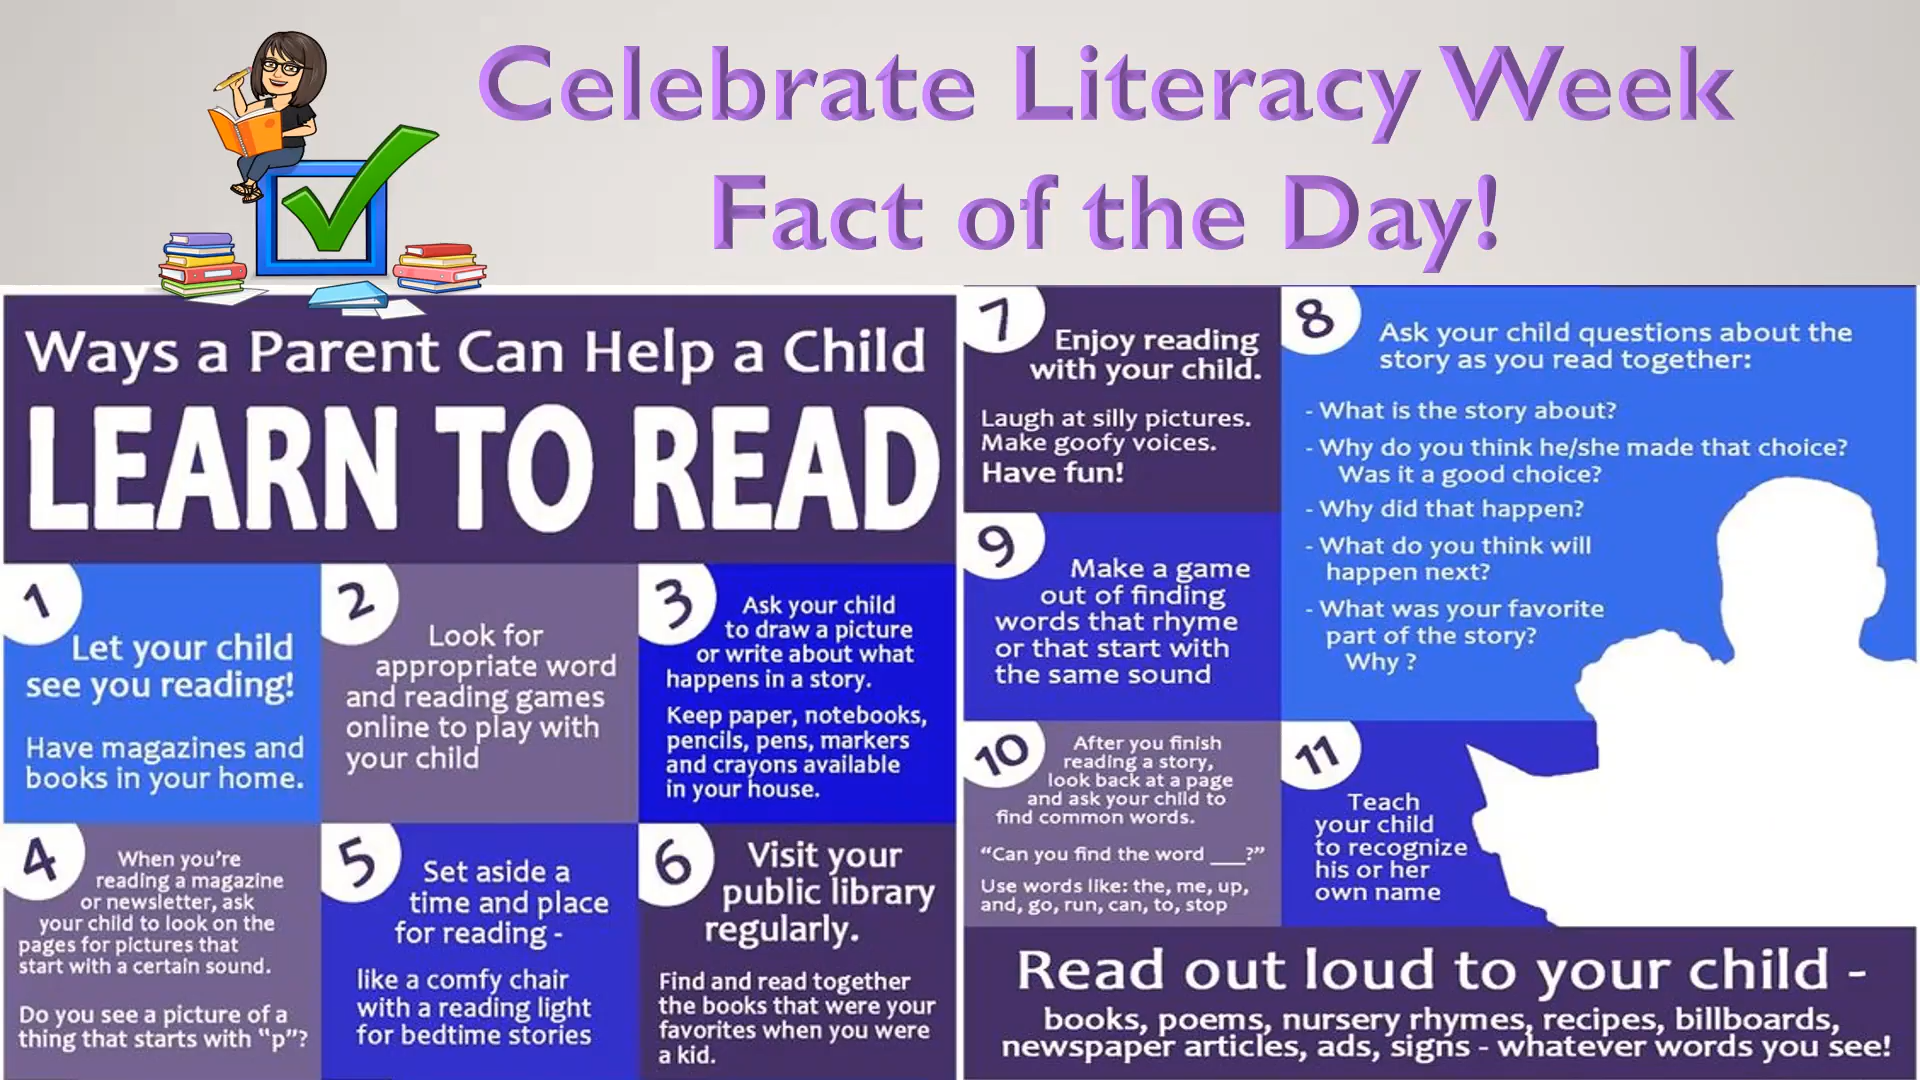 Celebrate Literacy Week
Fact of the Day!
Ways a Parent Can Help a Child
LEARN TO READ
1
Let your child
see you reading!
Have magazines and
books in your home.
2
Look for
appropriate word
and reading games
online to play with
your child
3
Ask your child
to draw a picture
or write about what
happens in a story.
Keep paper, notebooks,
pencils, pens, markers
and crayons available
in your house.
4
When you're
reading a magazine
or newsletter, ask
your child to look on the
pages for pictures that
start with a certain sound.
Do you see a picture of a
thing that starts with "p"?
5
Set aside a
time and place
for reading -
like a comfy chair
with a reading light
for bedtime stories
6
Visit your
public library
regularly.
Find and read together
the books that were your
favorites when you were
a kid.
7
Enjoy reading
with your child.
Laugh at silly pictures.
Make goofy voices.
Have fun!
8
Ask your child questions about the
story as you read together:
- What is the story about?
- Why do you think he/she made that choice?
Was it a good choice?
- Why did that happen?
- What do you think will
happen next?
- What was your favorite
part of the story?
Why ?
9
Make a game
out of finding
words that rhyme
or that start with
the same sound
10
After you finish
reading a story,
look back at a page
and ask your child to
find common words.
"Can you find the word ___?"
Use words like: the, me, up,
and, go, run, can, to, stop
11
Teach
your child
to recognize
his or her
own name
Read out loud to your child -
books, poems, nursery rhymes, recipes, billboards,
newspaper articles, ads, signs - whatever words you see!